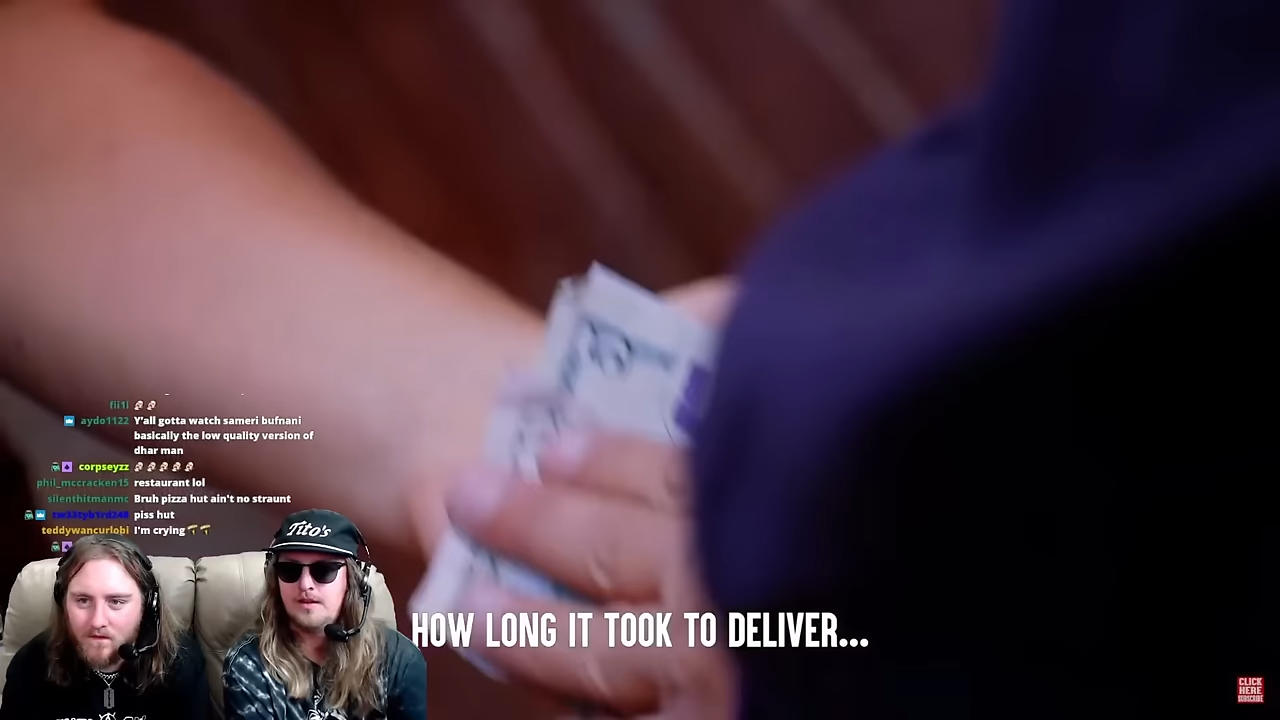 fii1i
aydo1122 Y'all gotta watch sameri bufnani
basically the low quality version of
dhar man
corpseyzz
phil_mccracken15 restaurant lol
silenthitmanmc Bruh pizza hut ain't no straunt
piss hut
teddywancurlobi I'm crying
Tito's
HOW LONG IT TOOK TO DELIVER...
CLICK
HERE
SUBSCRIBE